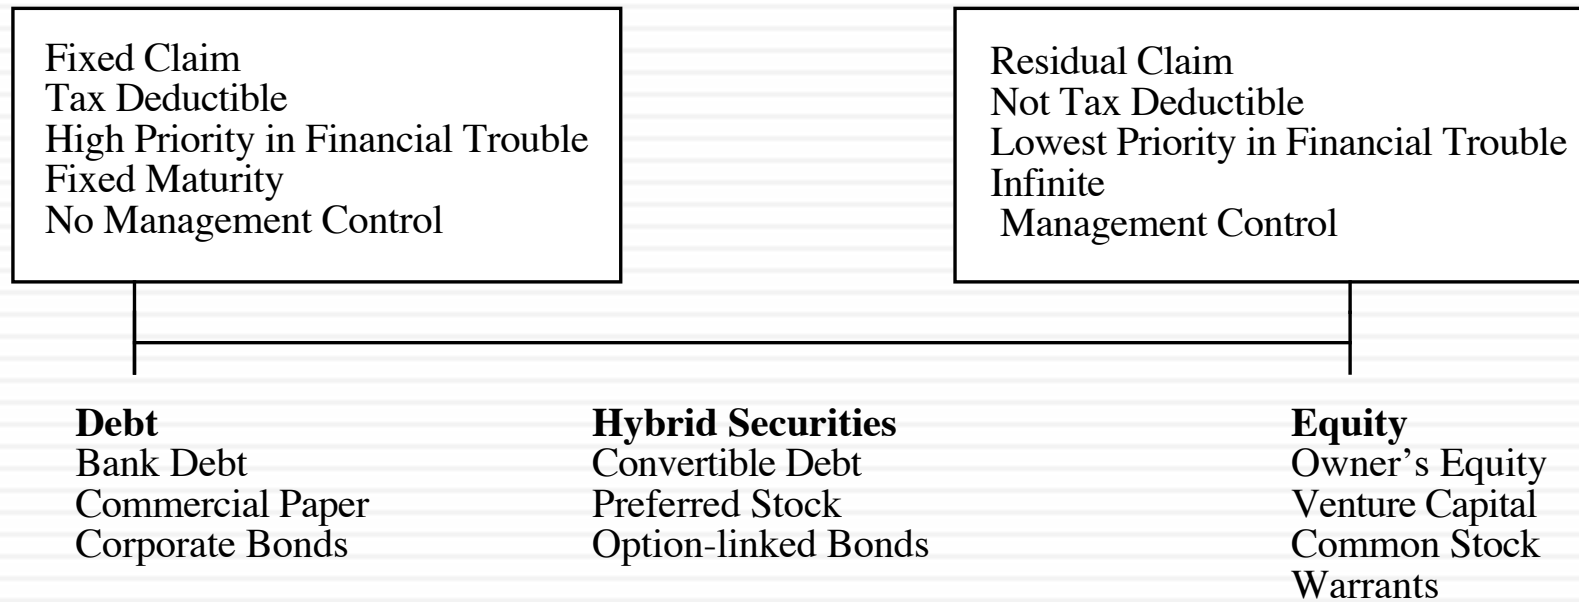 Fixed Claim
Tax Deductible
High Priority in Financial Trouble
Fixed Maturity
No Management Control
Residual Claim
Not Tax Deductible
Lowest Priority in Financial Trouble
Infinite
Management Control
Debt
Bank Debt
Commercial Paper
Corporate Bonds
Hybrid Securities
Convertible Debt
Preferred Stock
Option-linked Bonds
Equity
Owner’s Equity
Venture Capital
Common Stock
Warrants